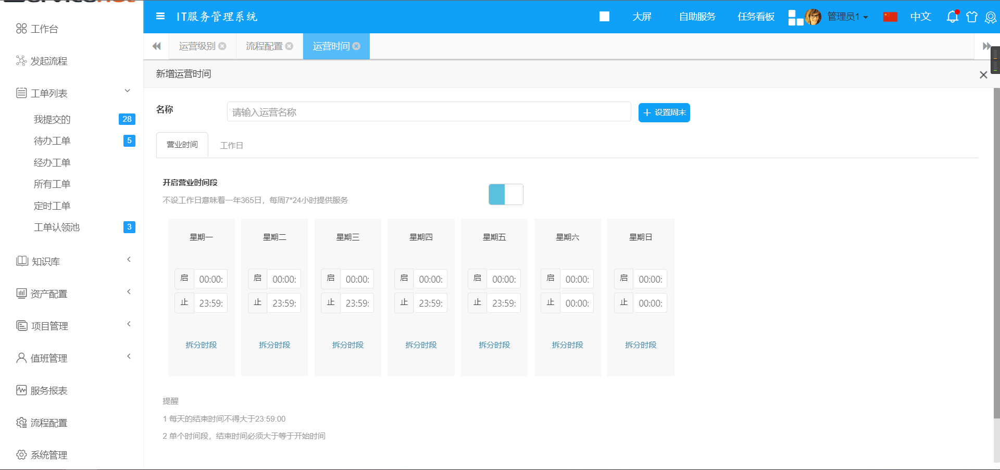 工作台
发起流程
工单列表
我提交的 28
待办工单 5
经办工单
所有工单
定时工单
工单认领池 3
知识库
资产配置
项目管理
值班管理
服务报表
流程配置
系统管理
IT服务管理系统
大屏 自助服务 任务看板 管理员1 中文
运营级别 流程配置 运营时间
新增运营时间
名称 请输入运营名称 设置周末
营业时间 工作日
开启营业时间段
不设工作日意味着一年365日，每周7*24小时提供服务
星期一 星期二 星期三 星期四 星期五 星期六 星期日
启 00:00: 启 00:00: 启 00:00: 启 00:00: 启 00:00: 启 00:00: 启 00:00:
止 23:59: 止 23:59: 止 23:59: 止 23:59: 止 23:59: 止 00:00: 止 00:00:
拆分时段 拆分时段 拆分时段 拆分时段 拆分时段 拆分时段 拆分时段
提醒
1 每天的结束时间不得大于23:59:00
2 单个时间段，结束时间必须大于等于开始时间